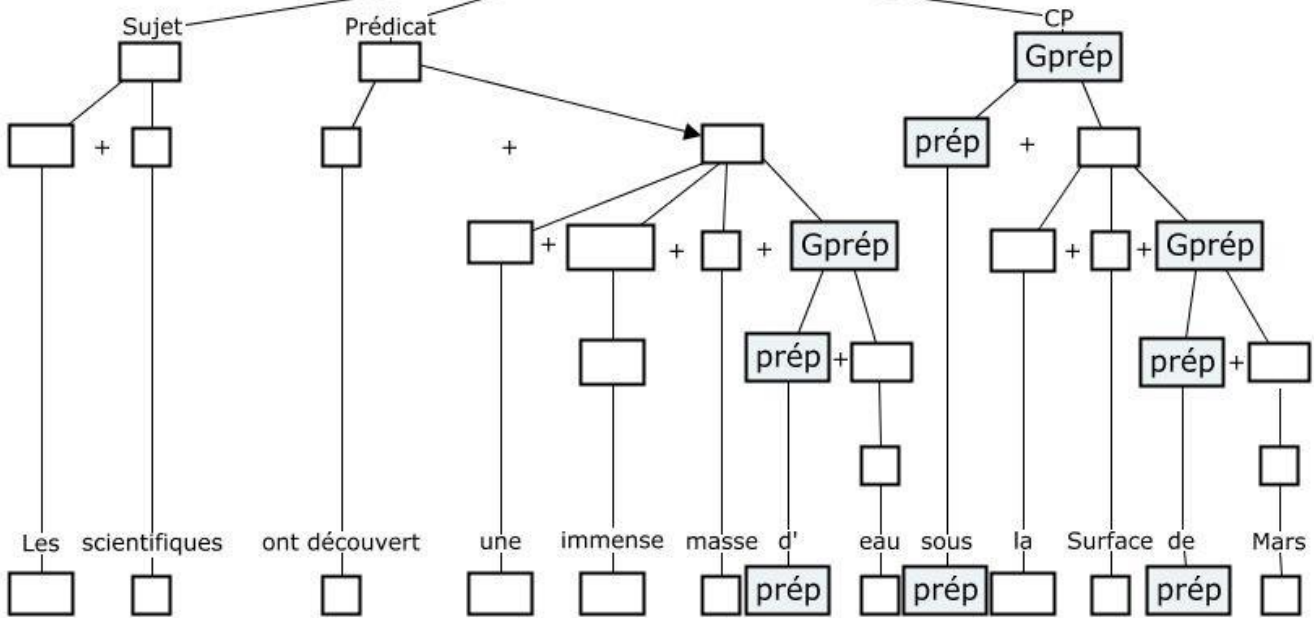 Sujet Prédicat CP
Gprép
+ + prép +
+ + + Gprép + + Gprép
prép + prép +
Les scientifiques ont découvert une immense masse d' eau sous la Surface de Mars
prép prép prép